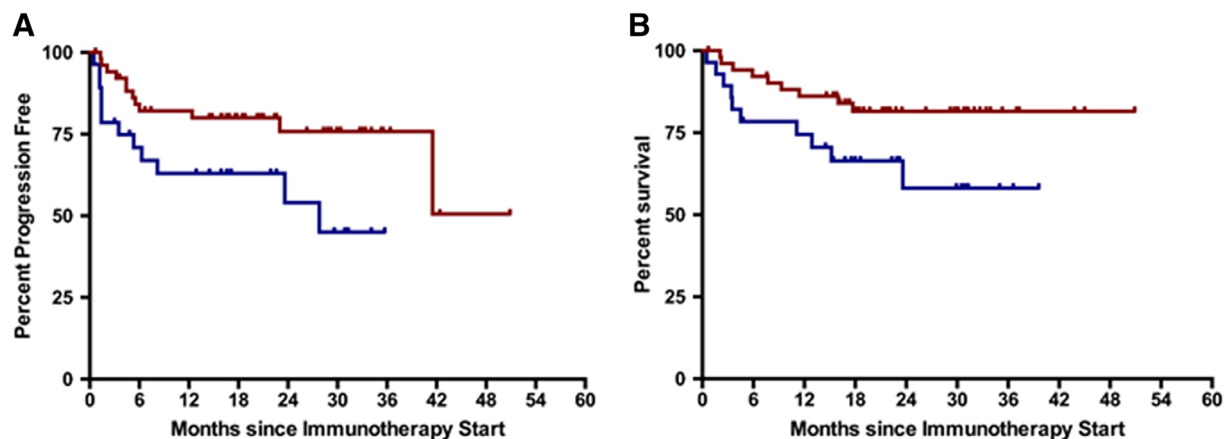 A
Percent Progression Free
100
75
50
25
0
0 6 12 18 24 30 36 42 48 54 60
Months since Immunotherapy Start
B
Percent survival
100
75
50
25
0
0 6 12 18 24 30 36 42 48 54 60
Months since Immunotherapy Start